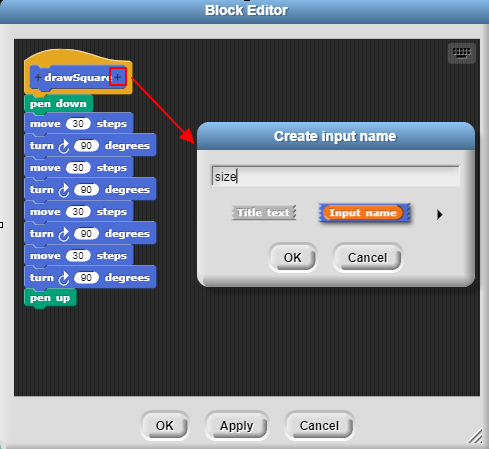 Block Editor
+ drawSquare +
pen down
move 30 steps
turn 90 degrees
move 30 steps
turn 90 degrees
move 30 steps
turn 90 degrees
move 30 steps
turn 90 degrees
pen up
Create input name
size
Title text Input name
OK Cancel
OK Apply Cancel